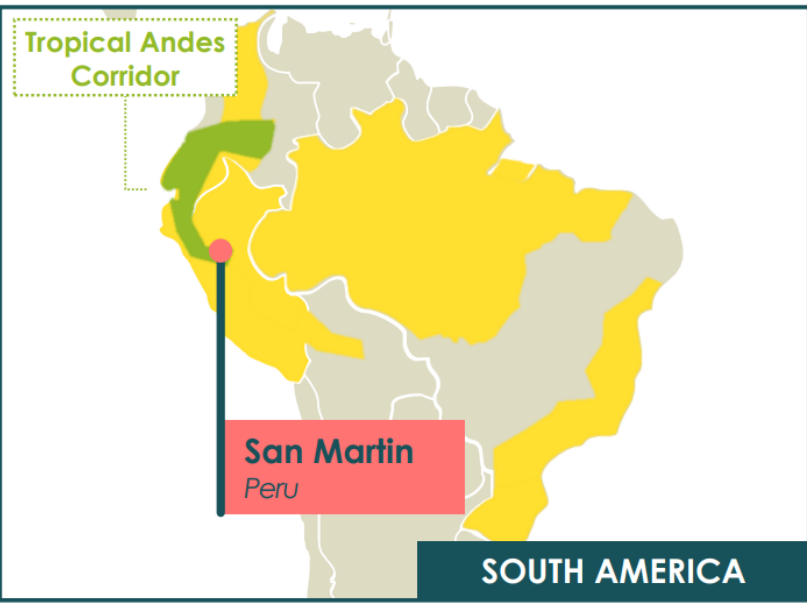 Tropical Andes
Corridor
San Martin
Peru
SOUTH AMERICA